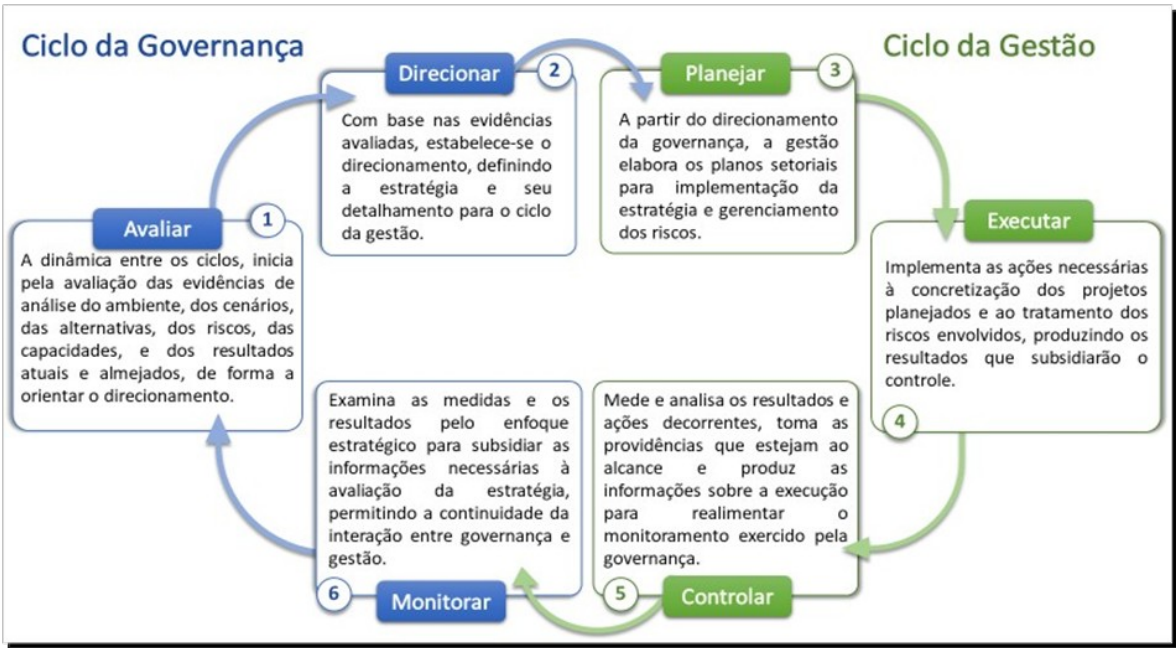 Ciclo da Governança
Ciclo da Gestão
Avaliar
1
A dinâmica entre os ciclos, inicia
pela avaliação das evidências de
análise do ambiente, dos cenários,
das alternativas, dos riscos, das
capacidades, e dos resultados
atuais e almejados, de forma a
orientar o direcionamento.
Direcionar
2
Com base nas evidências
avaliadas, estabelece-se o
direcionamento, definindo
a estratégia e seu
detalhamento para o ciclo
da gestão.
Planejar
3
A partir do direcionamento
da governança, a gestão
elabora os planos setoriais
para implementação da
estratégia e gerenciamento
dos riscos.
Executar
Implementa as ações necessárias
à concretização dos projetos
planejados e ao tratamento dos
riscos envolvidos, produzindo os
resultados que subsidiarão o
controle.
4
Mede e analisa os resultados e
ações decorrentes, toma as
providências que estejam ao
alcance e produz as
informações sobre a execução
para realimentar o
monitoramento exercido pela
governança.
5
Controlar
Examina as medidas e os
resultados pelo enfoque
estratégico para subsidiar as
informações necessárias à
avaliação da estratégia,
permitindo a continuidade da
interação entre governança e
gestão.
6
Monitorar